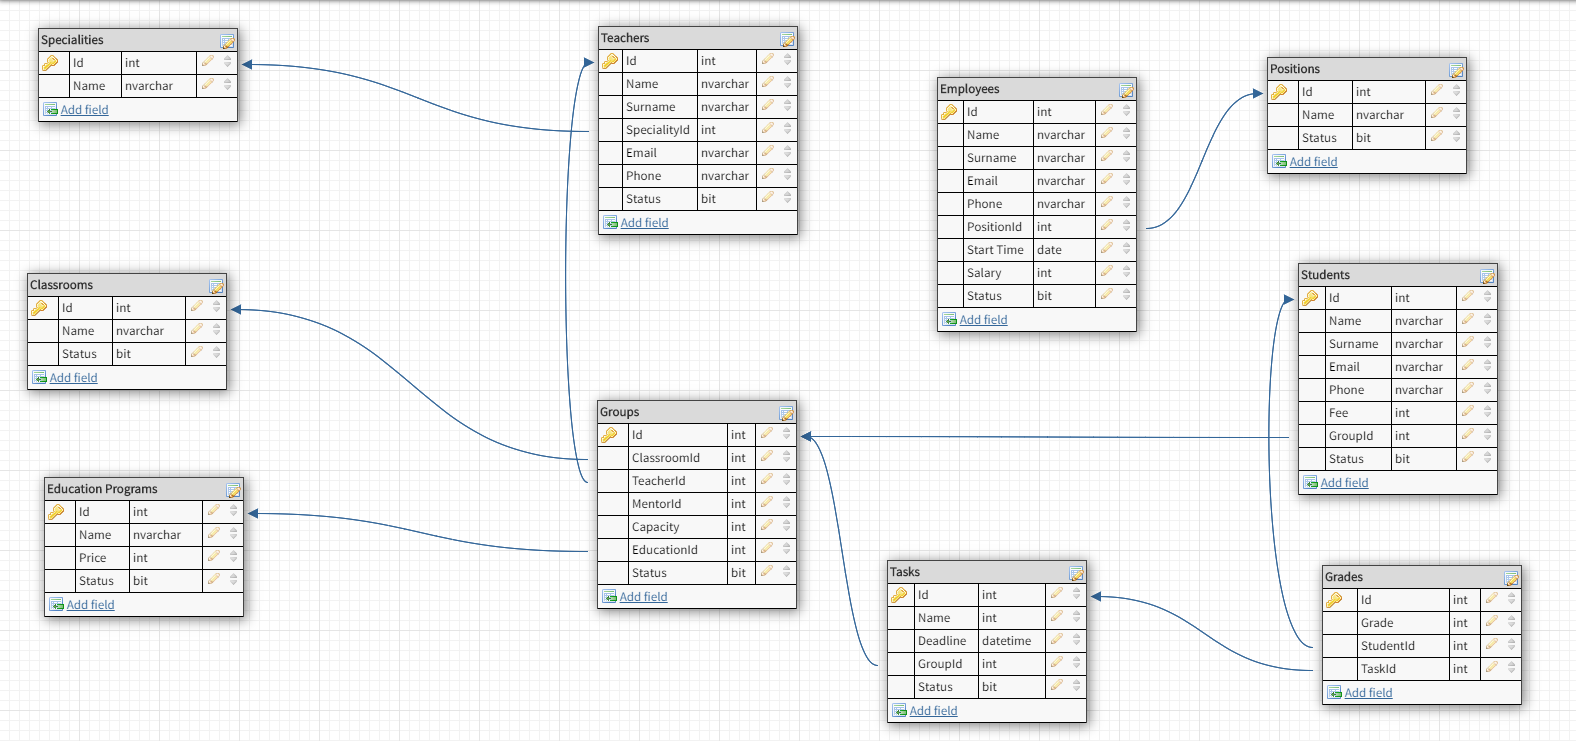 Specialities
Id int
Name nvarchar
Add field
Teachers
Id int
Name nvarchar
Surname nvarchar
SpecialityId int
Email nvarchar
Phone nvarchar
Status bit
Add field
Employees
Id int
Name nvarchar
Surname nvarchar
Email nvarchar
Phone nvarchar
PositionId int
Start Time date
Salary int
Status bit
Add field
Positions
Id int
Name nvarchar
Status bit
Add field
Classrooms
Id int
Name nvarchar
Status bit
Add field
Students
Id int
Name nvarchar
Surname nvarchar
Email nvarchar
Phone nvarchar
Fee int
GroupId int
Status bit
Add field
Groups
Id int
ClassroomId int
TeacherId int
MentorId int
Capacity int
EducationId int
Status bit
Add field
Education Programs
Id int
Name nvarchar
Price int
Status bit
Add field
Tasks
Id int
Name int
Deadline datetime
GroupId int
Status bit
Add field
Grades
Id int
Grade int
StudentId int
TaskId int
Add field